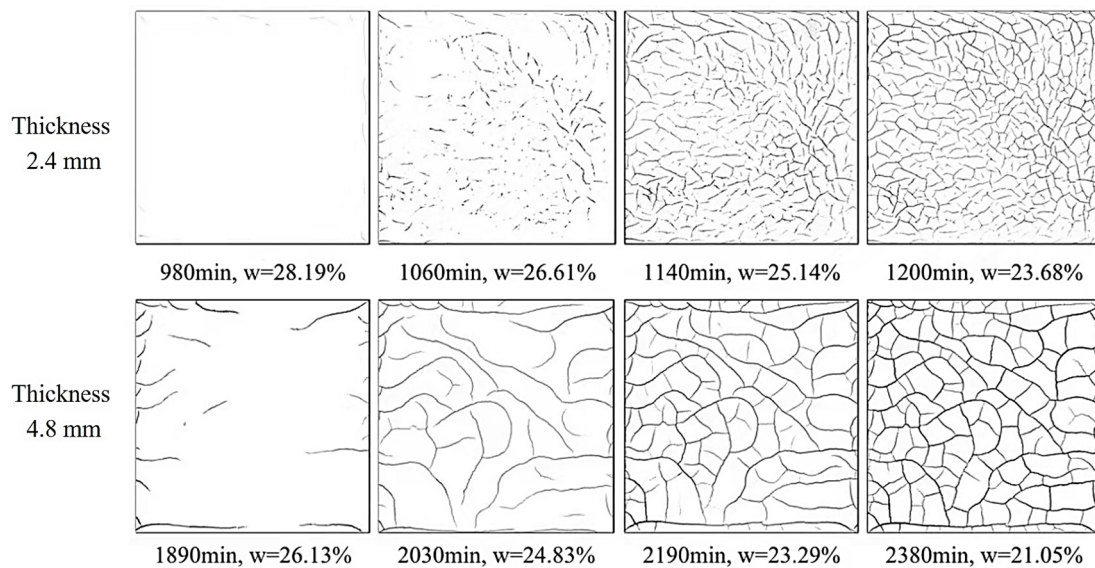 Thickness
2.4 mm
980min, w=28.19%
1060min, w=26.61%
1140min, w=25.14%
1200min, w=23.68%
Thickness
4.8 mm
1890min, w=26.13%
2030min, w=24.83%
2190min, w=23.29%
2380min, w=21.05%